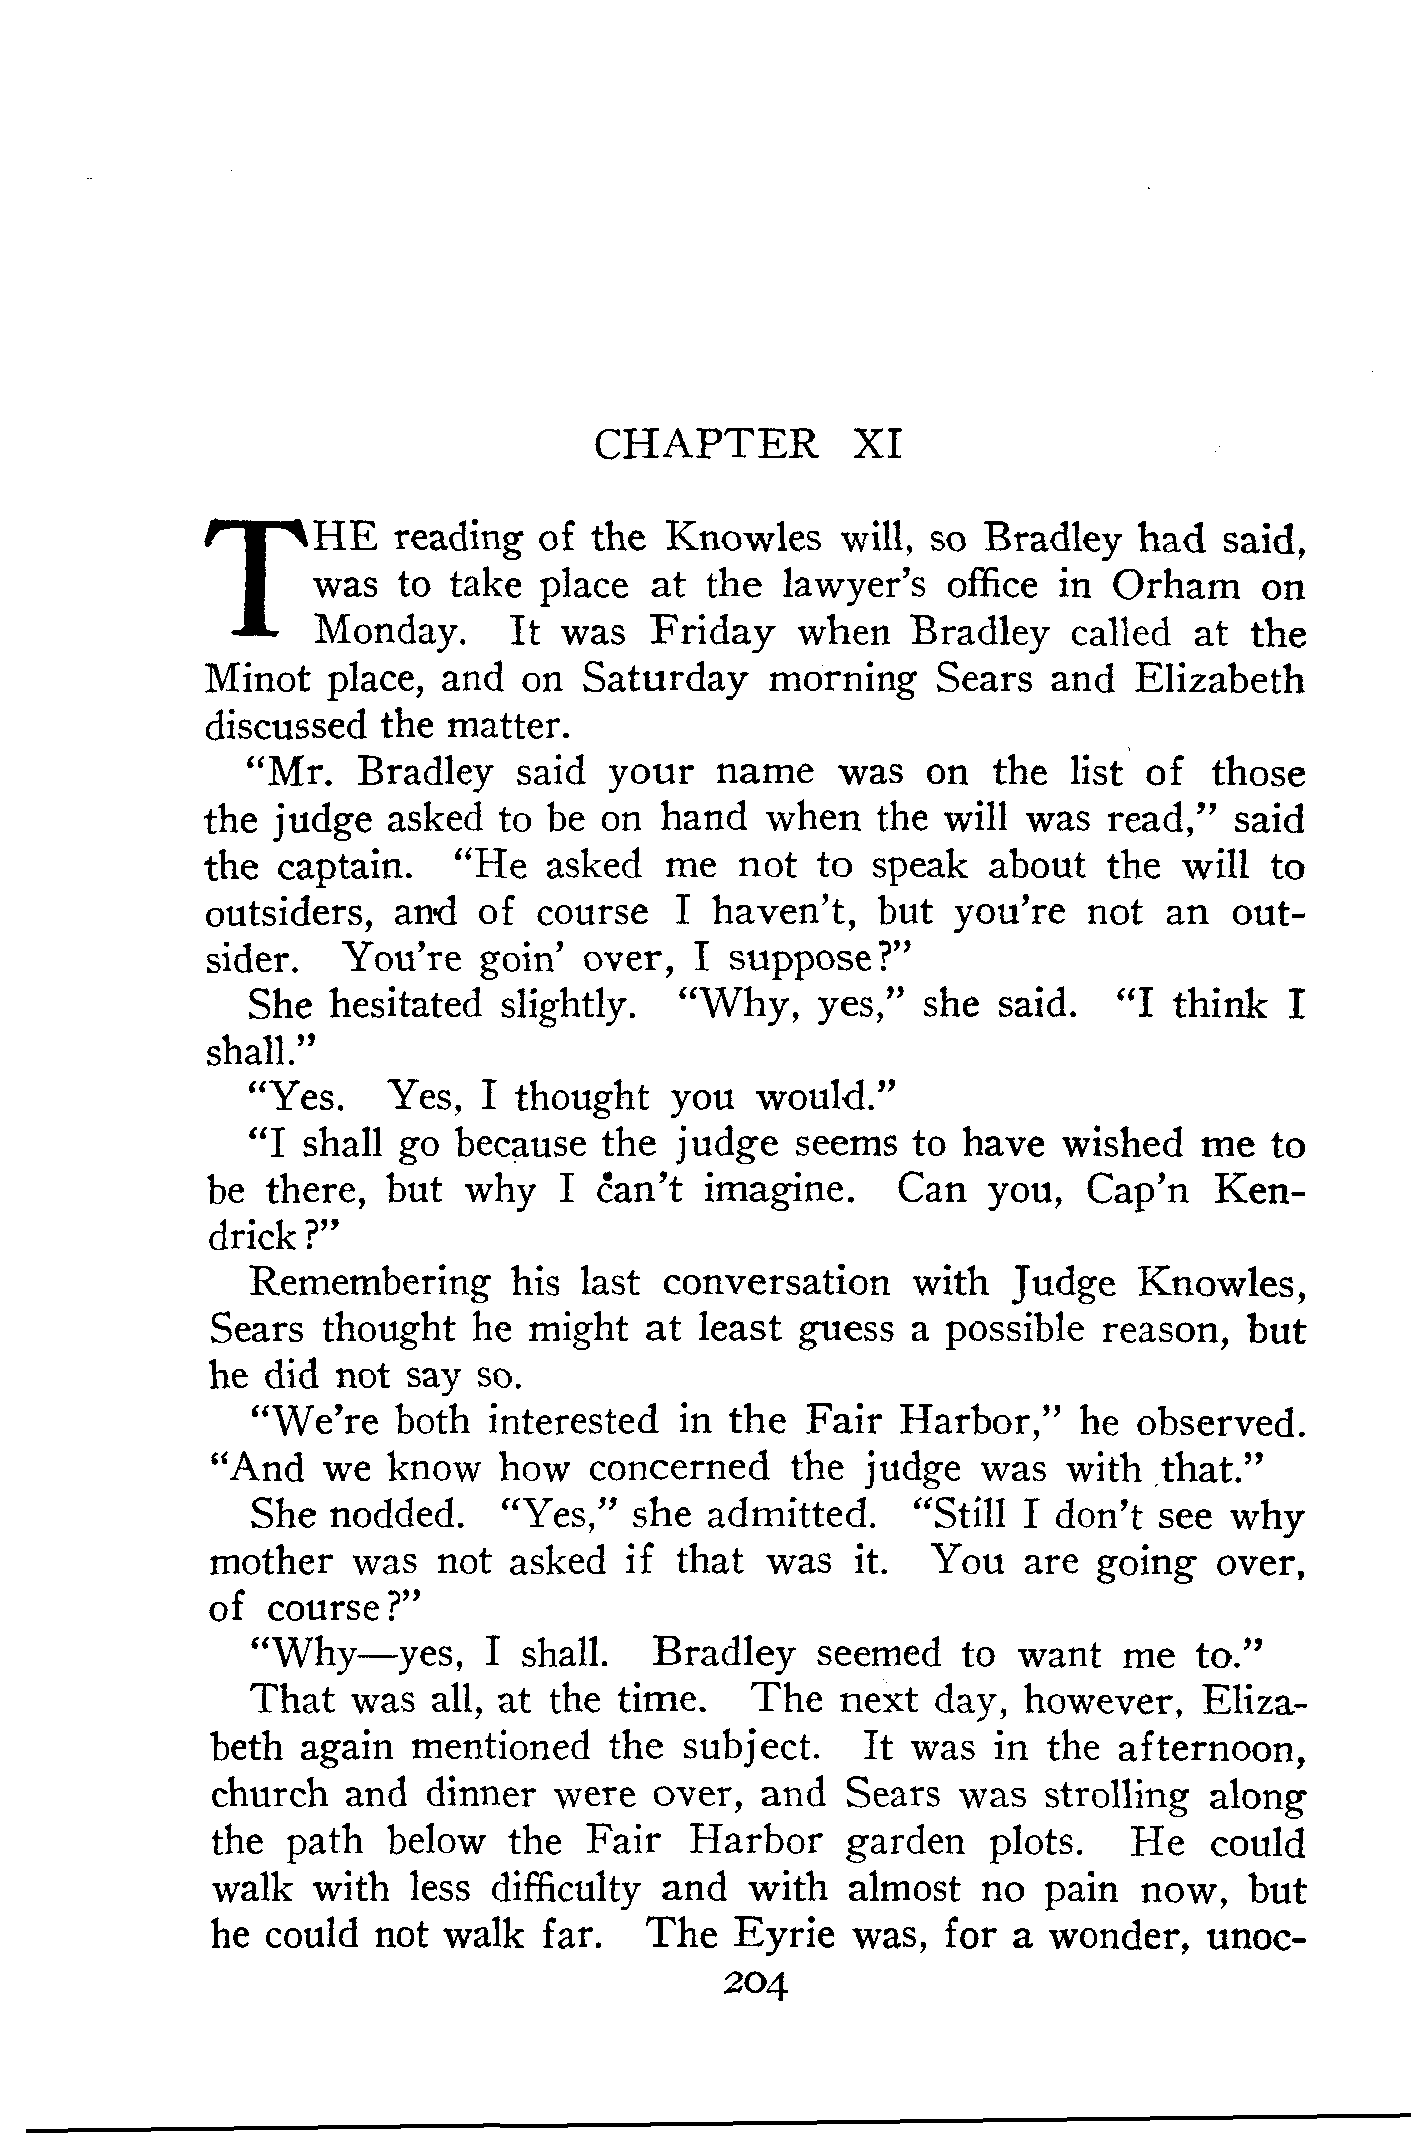 CHAPTER XI
THE reading of the Knowles will, so Bradley had said,
was to take place at the lawyer's office in Orham on
Monday. It was Friday when Bradley called at the
Minot place, and on Saturday morning Sears and Elizabeth
discussed the matter.
"Mr. Bradley said your name was on the list of those
the judge asked to be on hand when the will was read," said
the captain. "He asked me not to speak about the will to
outsiders, and of course I haven't, but you're not an out-
sider. You're goin' over, I suppose?"
She hesitated slightly. "Why, yes," she said. "I think I
shall."
"Yes. Yes, I thought you would."
"I shall go because the judge seems to have wished me to
be there, but why I can't imagine. Can you, Cap'n Ken-
drick?"
Remembering his last conversation with Judge Knowles,
Sears thought he might at least guess a possible reason, but
he did not say so.
"We're both interested in the Fair Harbor," he observed.
"And we know how concerned the judge was with that."
She nodded. "Yes," she admitted. "Still I don't see why
mother was not asked if that was it. You are going over,
of course?"
"Why—yes, I shall. Bradley seemed to want me to."
That was all, at the time. The next day, however, Eliza-
beth again mentioned the subject. It was in the afternoon,
church and dinner were over, and Sears was strolling along
the path below the Fair Harbor garden plots. He could
walk with less difficulty and with almost no pain now, but
he could not walk far. The Eyrie was, for a wonder, unoc-
204